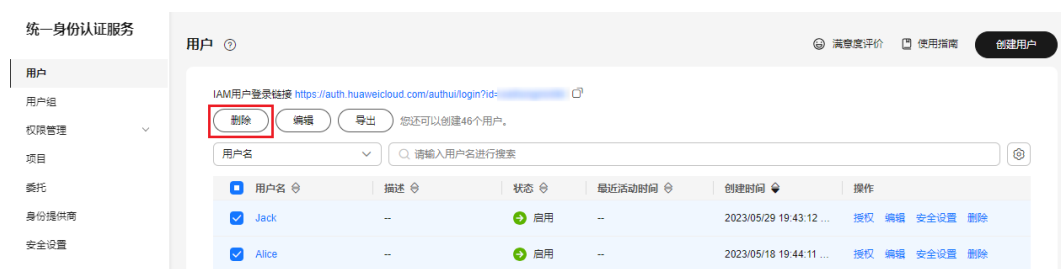 统一身份认证服务
用户
用户组
权限管理
项目
委托
身份提供商
安全设置
用户
满意度评价 使用指南 创建用户
IAM用户登录链接 https://auth.huaweicloud.com/authui/login?id=
删除 编辑 导出 您还可以创建46个用户。
用户名 请输入用户名进行搜索
用户名 描述 状态 最近活动时间 创建时间 操作
Jack -- 启用 -- 2023/05/29 19:43:12 ... 授权 编辑 安全设置 删除
Alice -- 启用 -- 2023/05/18 19:44:11 ... 授权 编辑 安全设置 删除